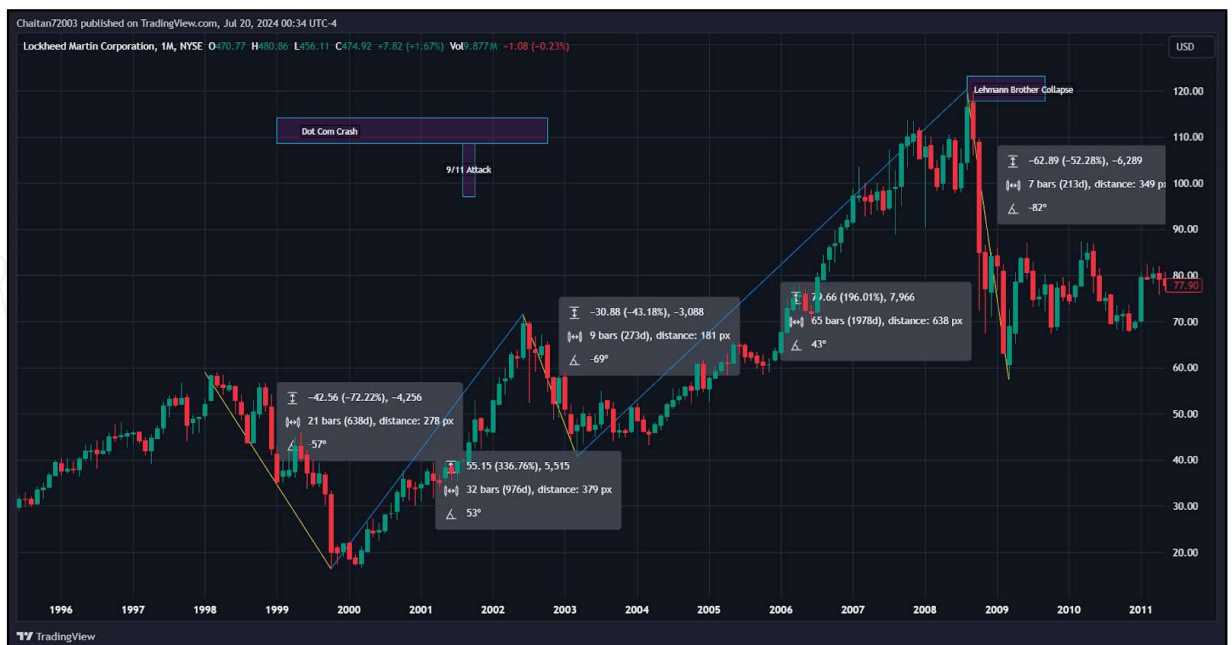 Chaitan72003 published on TradingView.com, Jul 20, 2024 00:34 UTC-4
Lockheed Martin Corporation, 1M, NYSE O470.77 H480.86 L456.11 C474.92 +7.82 (+1.67%) Vol9.877M −1.08 (−0.23%)
USD
Lehmann Brother Collapse
120.00
Dot Com Crash
110.00
9/11 Attack
−62.89 (−52.28%), −6,289
7 bars (213d), distance: 349 px
-82°
100.00
90.00
80.00
77.90
79.66 (196.01%), 7,966
65 bars (1978d), distance: 638 px
43°
−30.88 (−43.18%), −3,088
9 bars (273d), distance: 181 px
-69°
70.00
60.00
−42.56 (−72.22%), −4,256
21 bars (638d), distance: 278 px
-57°
50.00
40.00
55.15 (336.76%), 5,515
32 bars (976d), distance: 379 px
53°
30.00
20.00
1996 1997 1998 1999 2000 2001 2002 2003 2004 2005 2006 2007 2008 2009 2010 2011
TradingView